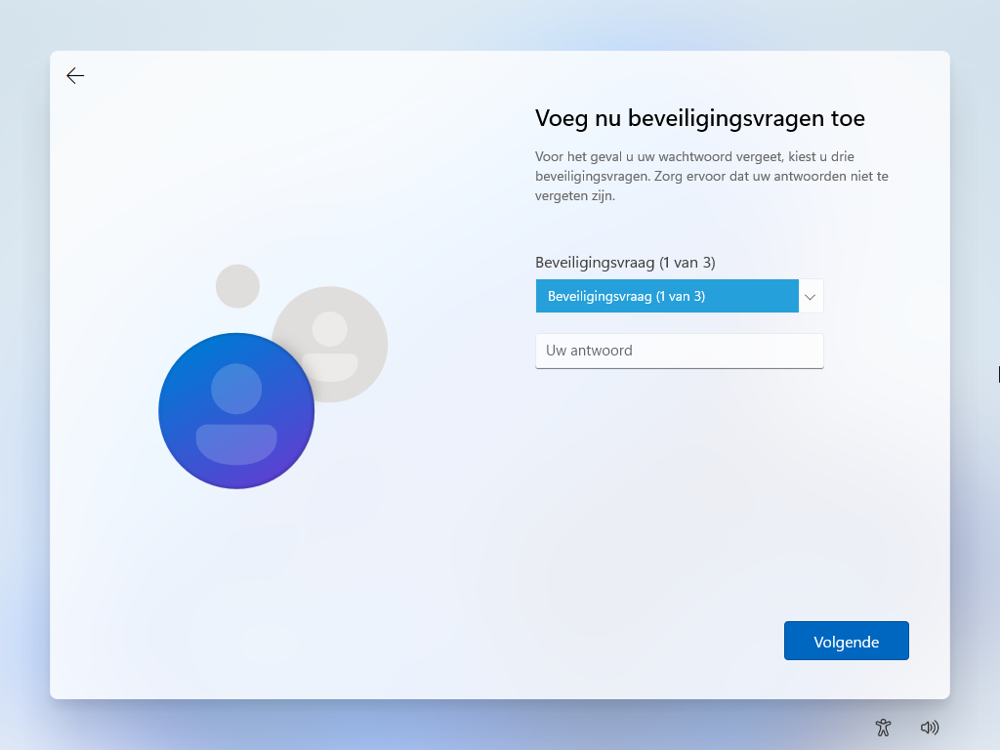 Voeg nu beveiligingsvragen toe
Voor het geval u uw wachtwoord vergeet, kiest u drie
beveiligingsvragen. Zorg ervoor dat uw antwoorden niet te
vergeten zijn.
Beveiligingsvraag (1 van 3)
Beveiligingsvraag (1 van 3)
Uw antwoord
Volgende